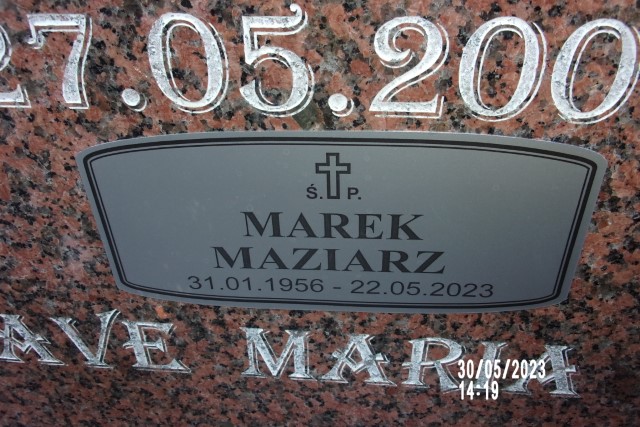 27.05.200
Ś. P.
MAREK
MAZIARZ
31.01.1956 - 22.05.2023
AVE MARIA
30/05/2023
14:19